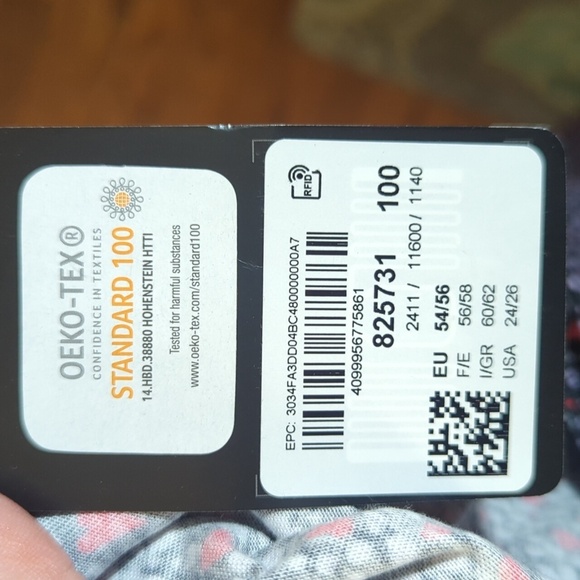 OEKO-TEX®
CONFIDENCE IN TEXTILES
STANDARD 100
14.HBD.38880 HOHENSTEIN HTTI
Tested for harmful substances
www.oeko-tex.com/standard100
RFID
EPC: 3034FA3DD04BC480000000A7
4099956775861
825731 100
2411 / 11600 / 1140
EU 54/56
F/E 56/58
I/GR 60/62
USA 24/26